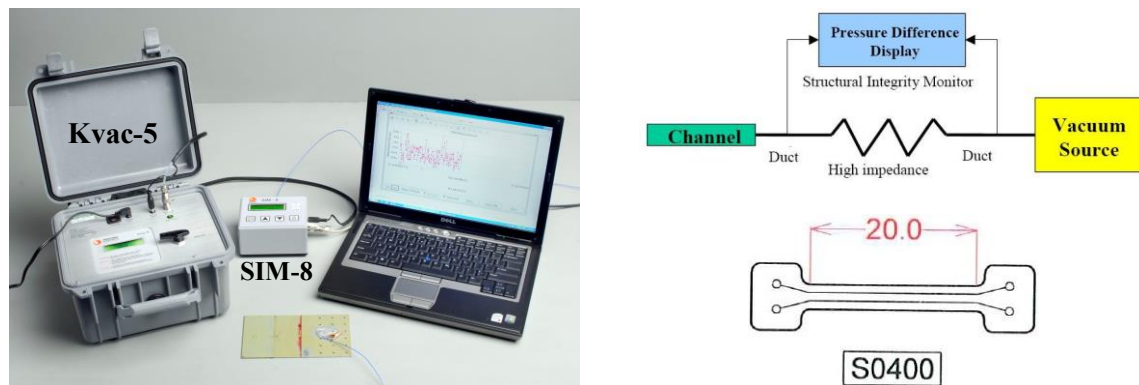 Kvac-5
SIM-8
DELL
Pressure Difference
Display
Structural Integrity Monitor
Channel
Duct
High impedance
Duct
Vacuum
Source
20.0
S0400